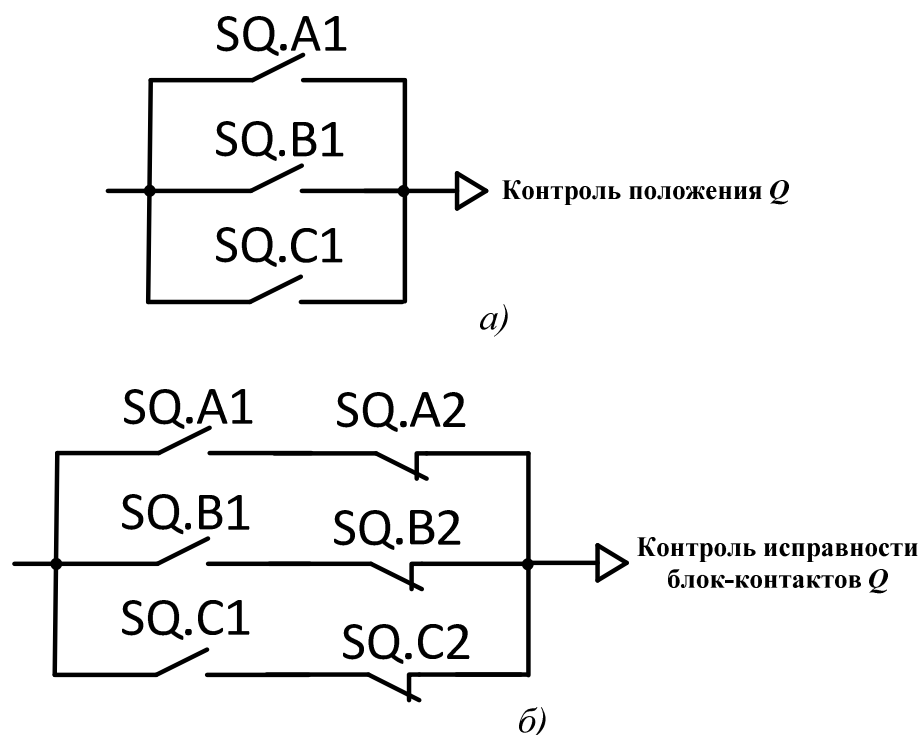 SQ.A1
SQ.B1
Контроль положения Q
SQ.C1
а)
SQ.A1
SQ.A2
SQ.B1
SQ.B2
Контроль исправности
блок-контактов Q
SQ.C1
SQ.C2
б)